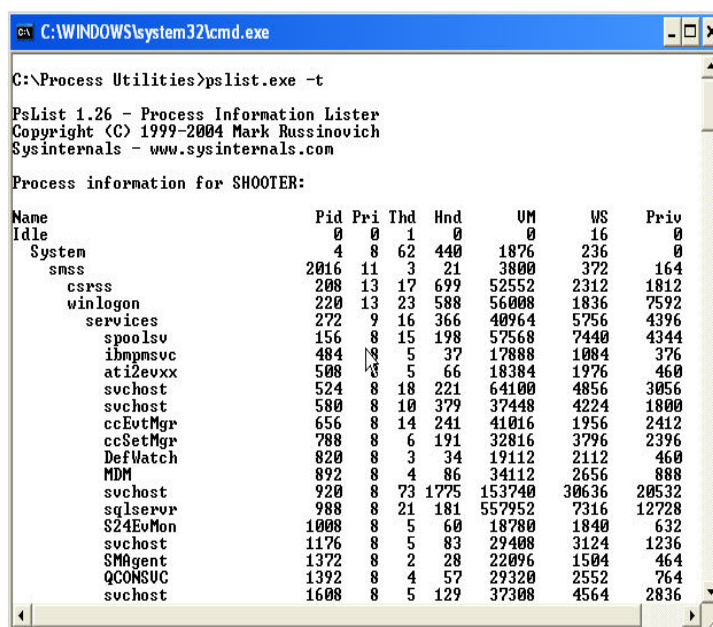 C:\WINDOWS\system32\cmd.exe
C:\Process Utilities>pslist.exe -t
PsList 1.26 - Process Information Lister
Copyright (C) 1999-2004 Mark Russinovich
Sysinternals - www.sysinternals.com
Process information for SHOOTER:
Name Pid Pri Thd Hnd VM WS Priv
Idle 0 0 1 0 0 16 0
System 4 8 62 440 1876 236 0
smss 2016 11 3 21 3800 372 164
csrss 208 13 17 699 52552 2312 1812
winlogon 220 13 23 588 56008 1836 7592
services 272 9 16 366 40964 5756 4396
spoolsv 156 8 15 198 57568 7440 4344
ibmpmsvc 484 8 5 37 17888 1084 376
ati2evxx 508 8 5 66 18384 1976 460
svchost 524 8 18 221 64100 4856 3056
svchost 580 8 10 379 37448 4224 1800
ccEvtMgr 656 8 14 241 41016 1956 2412
ccSetMgr 788 8 6 191 32816 3796 2396
DefWatch 820 8 3 34 19112 2112 460
MDM 892 8 4 86 34112 2656 888
svchost 920 8 73 1775 153740 30636 20532
sqlservr 988 8 21 181 557952 7316 12728
S24EvMon 1008 8 5 60 18780 1840 632
svchost 1176 8 5 83 29408 3124 1236
SMAgent 1372 8 2 28 22096 1504 464
QCONSVC 1392 8 4 57 29320 2552 764
svchost 1608 8 5 129 37308 4564 2836